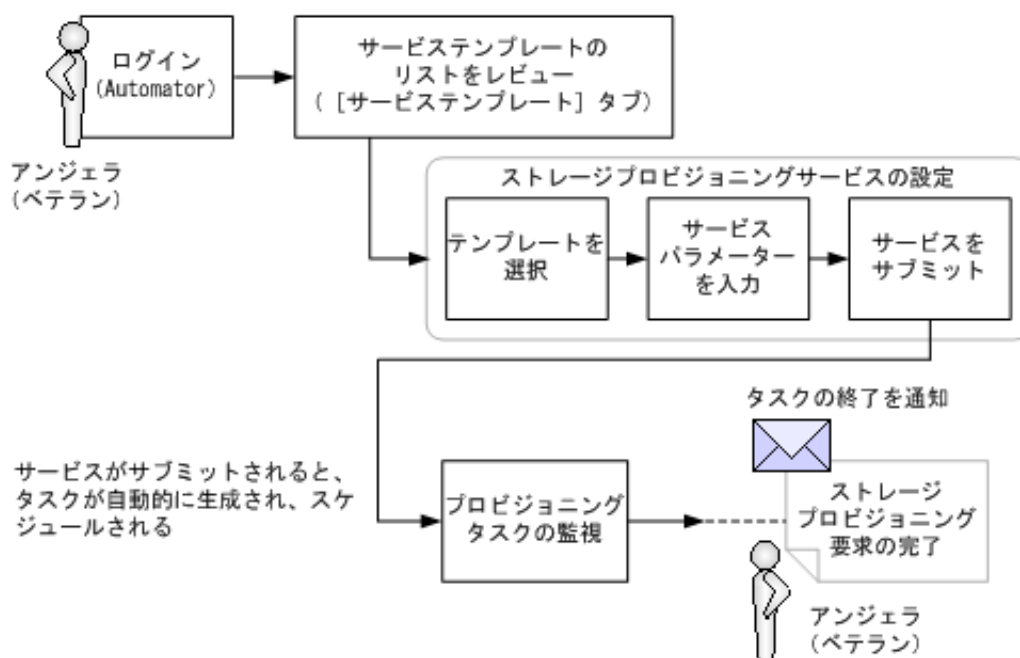 ログイン
(Automator)
サービステンプレートの
リストをレビュー
([サービステンプレート] タブ)
アンジェラ
(ベテラン)
ストレージプロビジョニングサービスの設定
テンプレートを
選択
サービス
パラメーター
を入力
サービスを
サブミット
タスクの終了を通知
サービスがサブミットされると、
タスクが自動的に生成され、スケ
ジュールされる
プロビジョニング
タスクの監視
ストレージ
プロビジョニング
要求の完了
アンジェラ
(ベテラン)